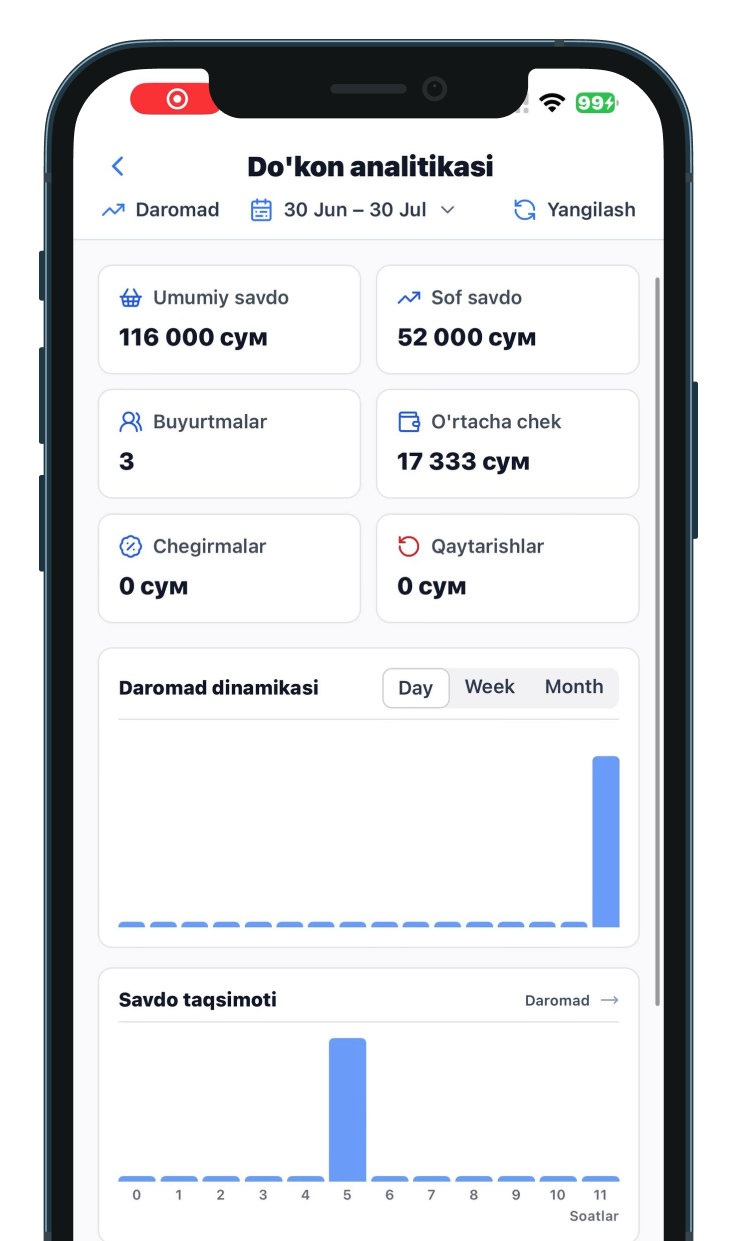 99
Do'kon analitikasi
Daromad 30 Jun – 30 Jul Yangilash
Umumiy savdo Sof savdo
116 000 сум 52 000 сум
Buyurtmalar O'rtacha chek
3 17 333 сум
Chegirmalar Qaytarishlar
0 сум 0 сум
Daromad dinamikasi Day Week Month
Savdo taqsimoti Daromad →
0 1 2 3 4 5 6 7 8 9 10 11
Soatlar